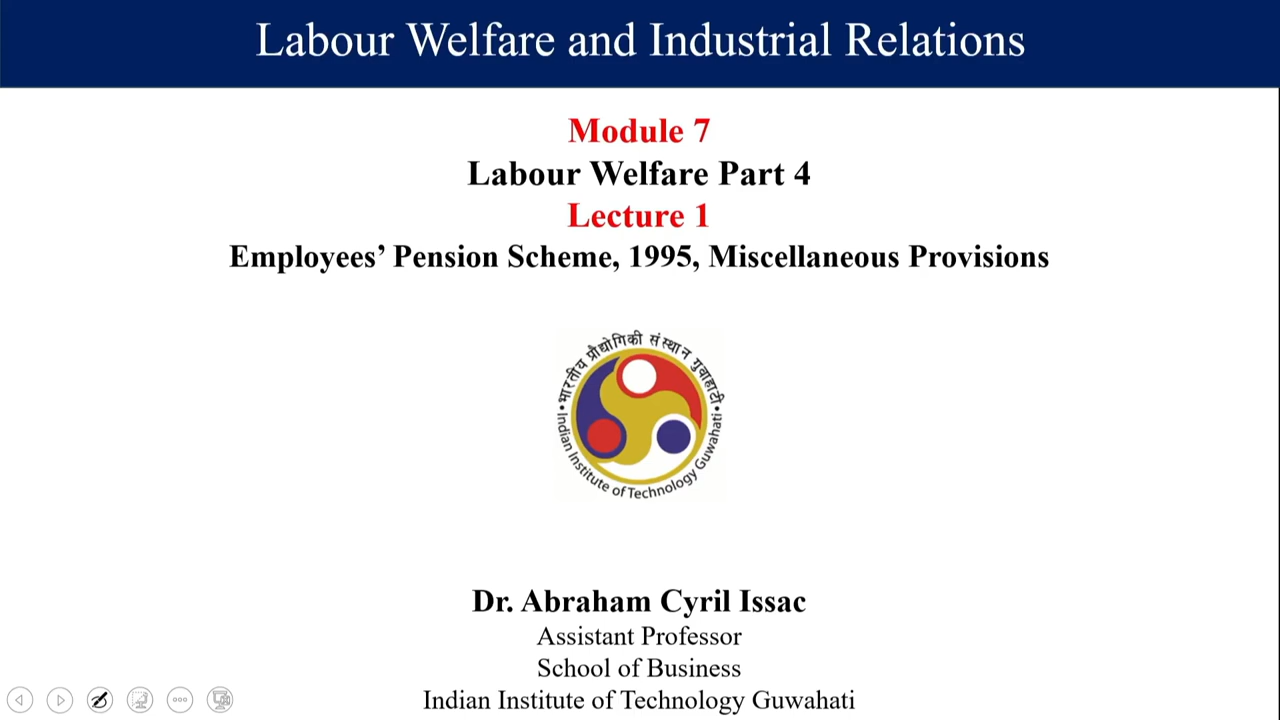 Labour Welfare and Industrial Relations
Module 7
Labour Welfare Part 4
Lecture 1
Employees’ Pension Scheme, 1995, Miscellaneous Provisions
भारतीय प्रौद्योगिकी संस्थान गुवाहाटी
Indian Institute of Technology Guwahati
Dr. Abraham Cyril Issac
Assistant Professor
School of Business
Indian Institute of Technology Guwahati